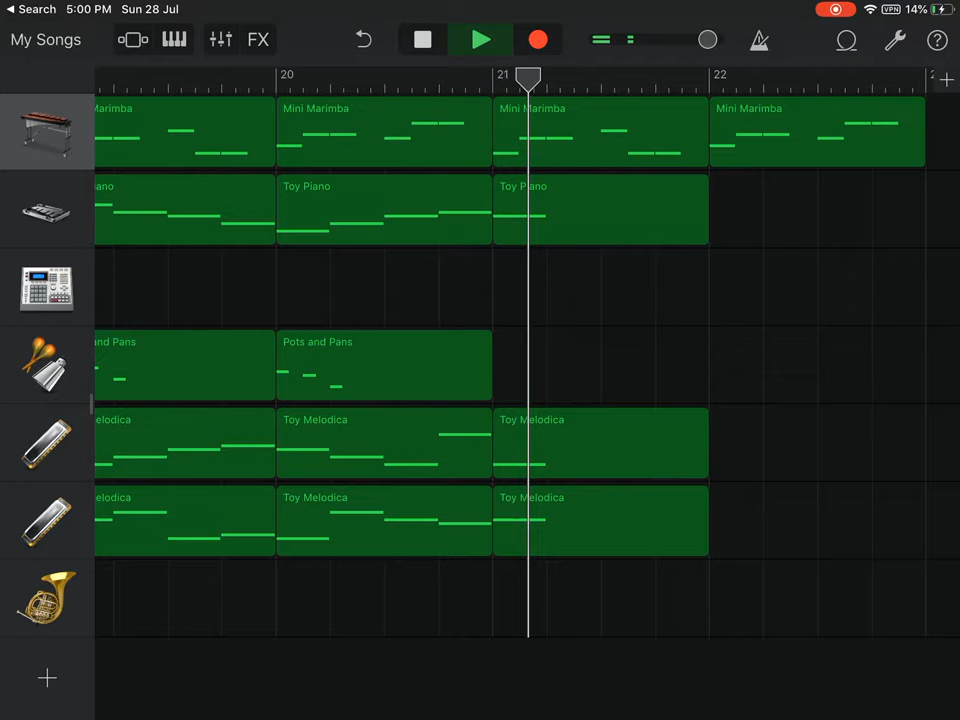 ◀ Search 5:00 PM Sun 28 Jul VPN 14%
My Songs FX ?
20 21 22 2
Marimba Mini Marimba Mini Marimba Mini Marimba
iano Toy Piano Toy Piano
nd Pans Pots and Pans
elodica Toy Melodica Toy Melodica
elodica Toy Melodica Toy Melodica